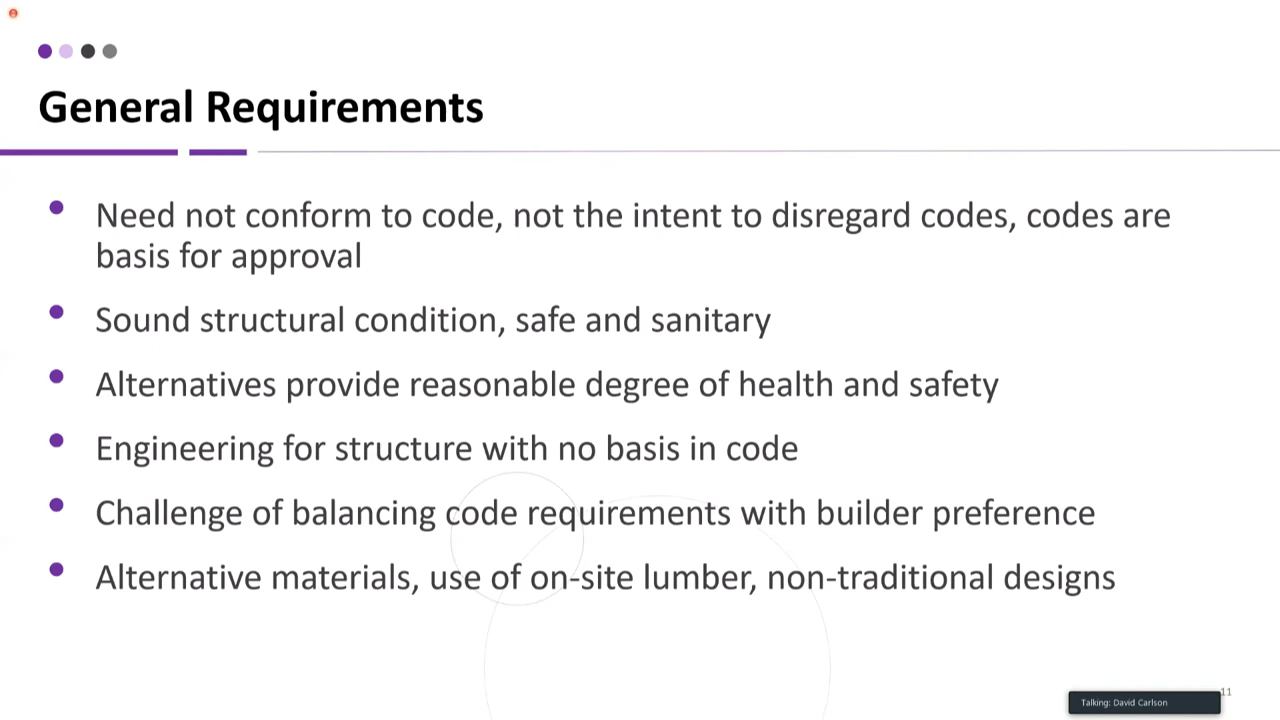 General Requirements
Need not conform to code, not the intent to disregard codes, codes are
basis for approval
Sound structural condition, safe and sanitary
Alternatives provide reasonable degree of health and safety
Engineering for structure with no basis in code
Challenge of balancing code requirements with builder preference
Alternative materials, use of on-site lumber, non-traditional designs
11
Talking: David Carlson